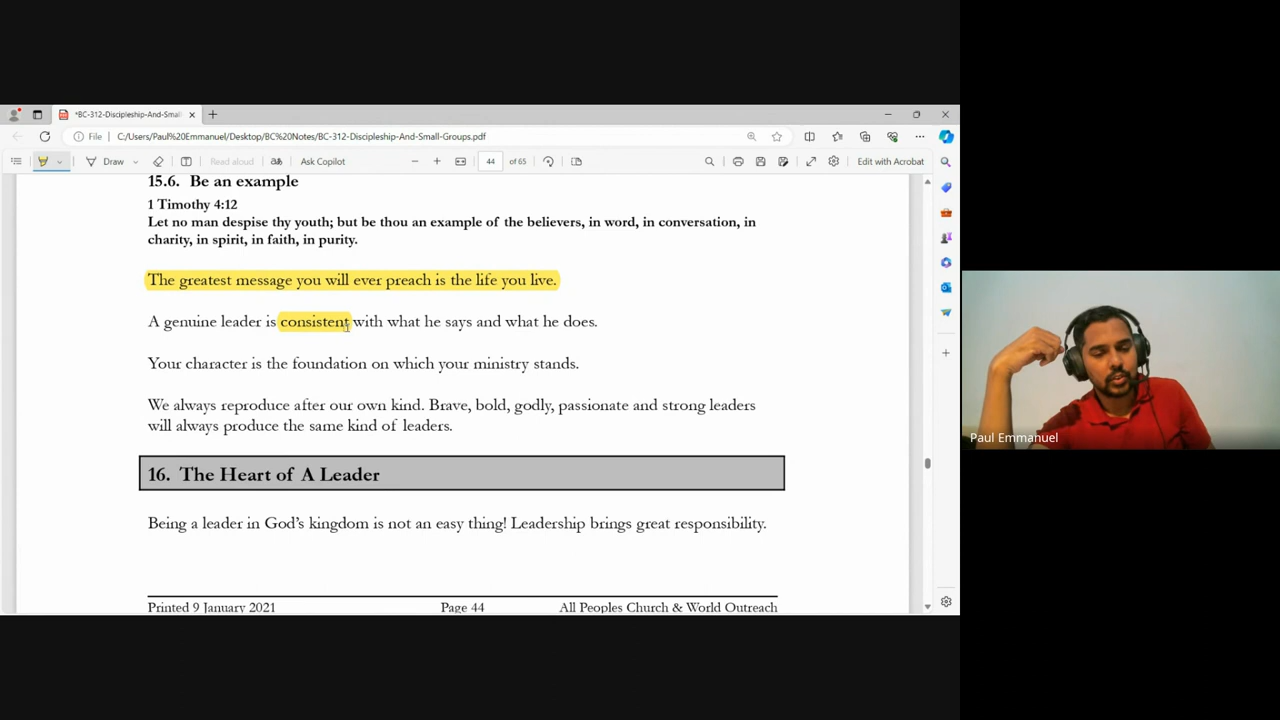 *BC-312-Discipleship-And-Smal
File
C:/Users/Paul%20Emmanuel/Desktop/BC%20Notes/BC-312-Discipleship-And-Small-Groups.pdf
Draw
Read aloud
Ask Copilot
44
of 65
Edit with Acrobat
15.6. Be an example
1 Timothy 4:12
Let no man despise thy youth; but be thou an example of the believers, in word, in conversation, in
charity, in spirit, in faith, in purity.
The greatest message you will ever preach is the life you live.
A genuine leader is consistent with what he says and what he does.
Your character is the foundation on which your ministry stands.
We always reproduce after our own kind. Brave, bold, godly, passionate and strong leaders
will always produce the same kind of leaders.
16. The Heart of A Leader
Being a leader in God's kingdom is not an easy thing! Leadership brings great responsibility.
Printed 9 January 2021
Page 44
All Peoples Church & World Outreach
Paul Emmanuel